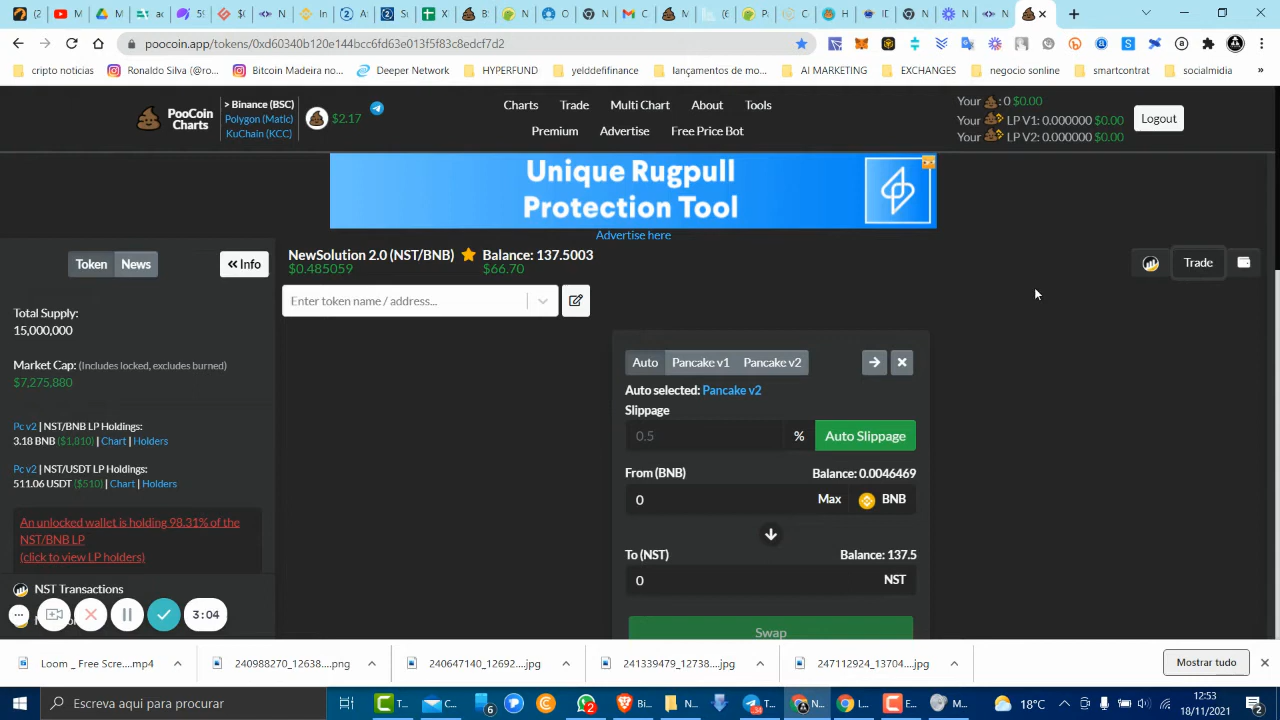 M
poocoin.app/tokens/0xd60340b120e144bcc6fd63e013f5f83f8edcf7d2
cripto noticias
Ronaldo Silva (@ro...
Bitcoin Madeira no...
Deeper Network
HYPERFUND
yelddefifinance
lançamentos de mo...
AI MARKETING
EXCHANGES
negocio sonline
smartcontrat
socialmidia
»
PooCoin
Charts
> Binance (BSC)
Polygon (Matic)
KuChain (KCC)
$2.17
Charts
Trade
Multi Chart
About
Tools
Premium
Advertise
Free Price Bot
Your : 0 $0.00
Your LP V1: 0.000000 $0.00
Your LP V2: 0.000000 $0.00
Logout
Unique Rugpull
Protection Tool
Advertise here
Token
News
« Info
NewSolution 2.0 (NST/BNB)
$0.485059
Balance: 137.5003
$66.70
Trade
Enter token name / address...
Total Supply:
15,000,000
Market Cap: (Includes locked, excludes burned)
$7,275,880
Pc v2 | NST/BNB LP Holdings:
3.18 BNB ($1,810) | Chart | Holders
Pc v2 | NST/USDT LP Holdings:
511.06 USDT ($510) | Chart | Holders
An unlocked wallet is holding 98.31% of the
NST/BNB LP
(click to view LP holders)
NST Transactions
3:04
Auto
Pancake v1
Pancake v2
Auto selected: Pancake v2
Slippage
0.5
%
Auto Slippage
From (BNB)
Balance: 0.0046469
0
Max
BNB
To (NST)
Balance: 137.5
0
NST
Swap
Loom _ Free Scre....mp4
240988270_12638...png
240647140_12692....jpg
241339479_12738....jpg
247112924_13704....jpg
Mostrar tudo
Escreva aqui para procurar
T...
C...
6
N...
2
Bi...
N...
T...
N...
L...
E...
M...
18°C
12:53
18/11/2021
2